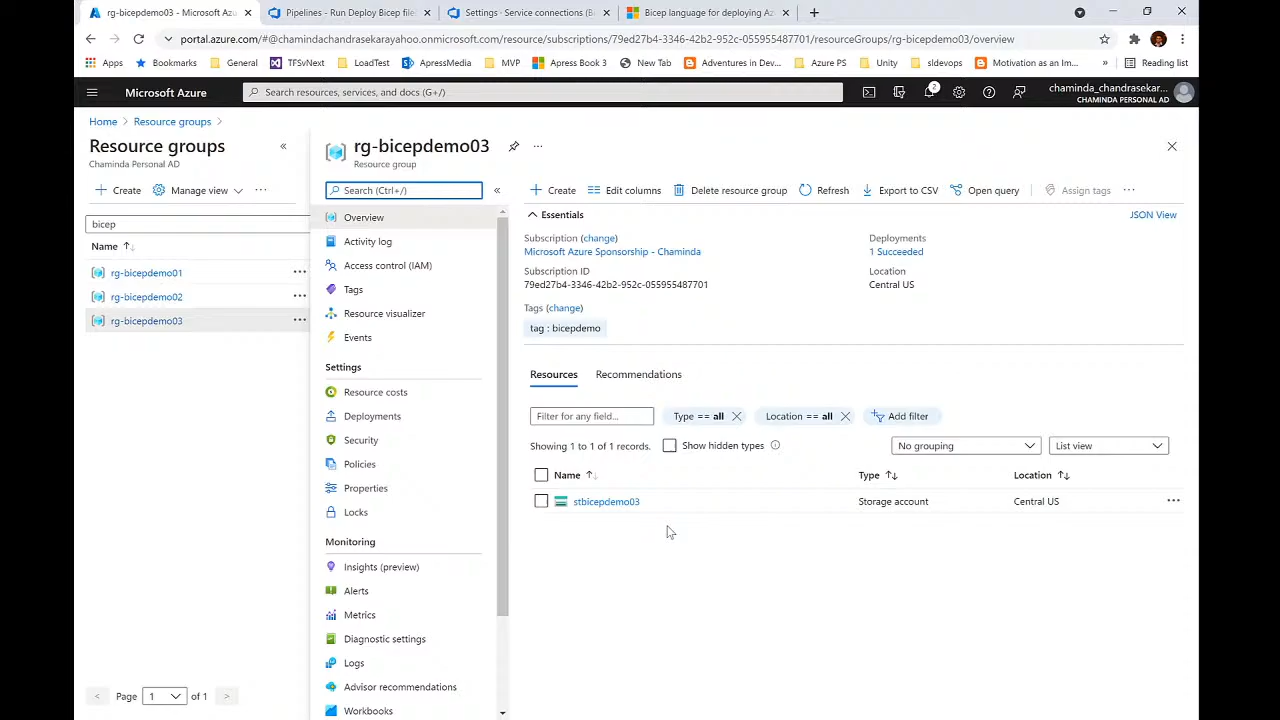 rg-bicepdemo03 - Microsoft Azu
Pipelines - Run Deploy Bicep file
Settings · Service connections (B
Bicep language for deploying Az
portal.azure.com/#@chamindachandrasekarayahoo.onmicrosoft.com/resource/subscriptions/79ed27b4-3346-42b2-952c-055955487701/resourceGroups/rg-bicepdemo03/overview
Apps
Bookmarks
General
TFSvNext
LoadTest
ApressMedia
MVP
Apress Book 3
New Tab
Adventures in Dev...
Azure PS
Unity
sldevops
Motivation as an Im...
»
Reading list
Microsoft Azure
Search resources, services, and docs (G+/)
2
chaminda_chandrasekar...
CHAMINDA PERSONAL AD
Home > Resource groups >
Resource groups
«
Chaminda Personal AD
+ Create
Manage view
...
bicep
Name ↑
rg-bicepdemo01
...
rg-bicepdemo02
...
rg-bicepdemo03
...
< Page 1 of 1 >
rg-bicepdemo03
...
Resource group
Search (Ctrl+/)
«
Overview
Activity log
Access control (IAM)
Tags
Resource visualizer
Events
Settings
Resource costs
Deployments
Security
Policies
Properties
Locks
Monitoring
Insights (preview)
Alerts
Metrics
Diagnostic settings
Logs
Advisor recommendations
Workbooks
+ Create
Edit columns
Delete resource group
Refresh
Export to CSV
Open query
Assign tags
...
Essentials
JSON View
Subscription (change)
Microsoft Azure Sponsorship - Chaminda
Subscription ID
79ed27b4-3346-42b2-952c-055955487701
Tags (change)
tag : bicepdemo
Deployments
1 Succeeded
Location
Central US
Resources
Recommendations
Filter for any field...
Type == all
Location == all
Add filter
Showing 1 to 1 of 1 records.
Show hidden types
No grouping
List view
Name ↑↓
Type ↑↓
Location ↑↓
stbicepdemo03
Storage account
Central US
...